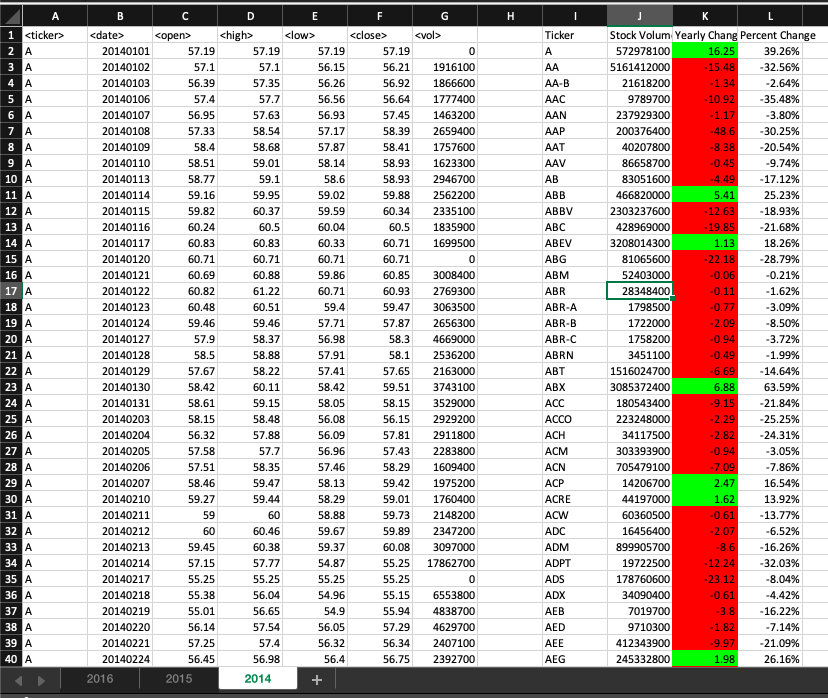 A B C D E F G H I J K L
1 <ticker> <date> <open> <high> <low> <close> <vol> Ticker Stock Volum Yearly Chang Percent Change
2 A 20140101 57.19 57.19 57.19 57.19 0 A 572978100 16.25 39.26%
3 A 20140102 57.1 57.1 56.15 56.21 1916100 AA 5161412000 -15.48 -32.56%
4 A 20140103 56.39 57.35 56.26 56.92 1866600 AA-B 21618200 -1.34 -2.64%
5 A 20140106 57.4 57.7 56.56 56.64 1777400 AAC 9789700 -10.92 -35.48%
6 A 20140107 56.95 57.63 56.93 57.45 1463200 AAN 237929300 -1.17 -3.80%
7 A 20140108 57.33 58.54 57.17 58.39 2659400 AAP 200376400 -48.6 -30.25%
8 A 20140109 58.4 58.68 57.87 58.41 1757600 AAT 40207800 -8.38 -20.54%
9 A 20140110 58.51 59.01 58.14 58.93 1623300 AAV 86658700 -0.45 -9.74%
10 A 20140113 58.77 59.1 58.6 58.93 2946700 AB 83051600 -4.49 -17.12%
11 A 20140114 59.16 59.95 59.02 59.88 2562200 ABB 466820000 5.41 25.23%
12 A 20140115 59.82 60.37 59.59 60.34 2335100 ABBV 2303237600 -12.63 -18.93%
13 A 20140116 60.24 60.5 60.04 60.5 1835900 ABC 428969000 -19.85 -21.68%
14 A 20140117 60.83 60.83 60.33 60.71 1699500 ABEV 3208014300 1.13 18.26%
15 A 20140120 60.71 60.71 60.71 60.71 0 ABG 81065600 -22.18 -28.79%
16 A 20140121 60.69 60.88 59.86 60.85 3008400 ABM 52403000 -0.06 -0.21%
17 A 20140122 60.82 61.22 60.71 60.93 2769300 ABR 28348400 -0.11 -1.62%
18 A 20140123 60.48 60.51 59.4 59.47 3063500 ABR-A 1798500 -0.77 -3.09%
19 A 20140124 59.46 59.46 57.71 57.87 2656300 ABR-B 1722000 -2.09 -8.50%
20 A 20140127 57.9 58.37 56.98 58.3 4669000 ABR-C 1758200 -0.94 -3.72%
21 A 20140128 58.5 58.88 57.91 58.1 2536200 ABRN 3451100 -0.49 -1.99%
22 A 20140129 57.67 58.22 57.41 57.65 2163000 ABT 1516024700 -6.69 -14.64%
23 A 20140130 58.42 60.11 58.42 59.51 3743100 ABX 3085372400 6.88 63.59%
24 A 20140131 58.61 59.15 58.05 58.15 3529000 ACC 180543400 -9.15 -21.84%
25 A 20140203 58.15 58.48 56.08 56.15 2929200 ACCO 223248000 -2.29 -25.25%
26 A 20140204 56.32 57.88 56.09 57.81 2911800 ACH 34117500 -2.82 -24.31%
27 A 20140205 57.58 57.7 56.96 57.43 2283800 ACM 303393900 -0.94 -3.05%
28 A 20140206 57.51 58.35 57.46 58.29 1609400 ACN 705479100 -7.09 -7.86%
29 A 20140207 58.46 59.47 58.13 59.42 1975200 ACP 14206700 2.47 16.54%
30 A 20140210 59.27 59.44 58.29 59.01 1760400 ACRE 44197000 1.62 13.92%
31 A 20140211 59 60 58.88 59.73 2148200 ACW 60360500 -0.61 -13.77%
32 A 20140212 60 60.46 59.67 59.89 2347200 ADC 16456400 -2.07 -6.52%
33 A 20140213 59.45 60.38 59.37 60.08 3097000 ADM 899905700 -8.6 -16.26%
34 A 20140214 57.15 57.77 54.87 55.25 17862700 ADPT 19722500 -12.24 -32.03%
35 A 20140217 55.25 55.25 55.25 55.25 0 ADS 178760600 -23.12 -8.04%
36 A 20140218 55.38 56.04 54.96 55.15 6553800 ADX 34090400 -0.61 -4.42%
37 A 20140219 55.01 56.65 54.9 55.94 4838700 AEB 7019700 -3.8 -16.22%
38 A 20140220 56.14 57.54 56.05 57.29 4629700 AED 9710300 -1.82 -7.14%
39 A 20140221 57.25 57.4 56.32 56.34 2407100 AEE 412343900 -9.97 -21.09%
40 A 20140224 56.45 56.98 56.4 56.75 2392700 AEG 245332800 1.98 26.16%
2016 2015 2014 +